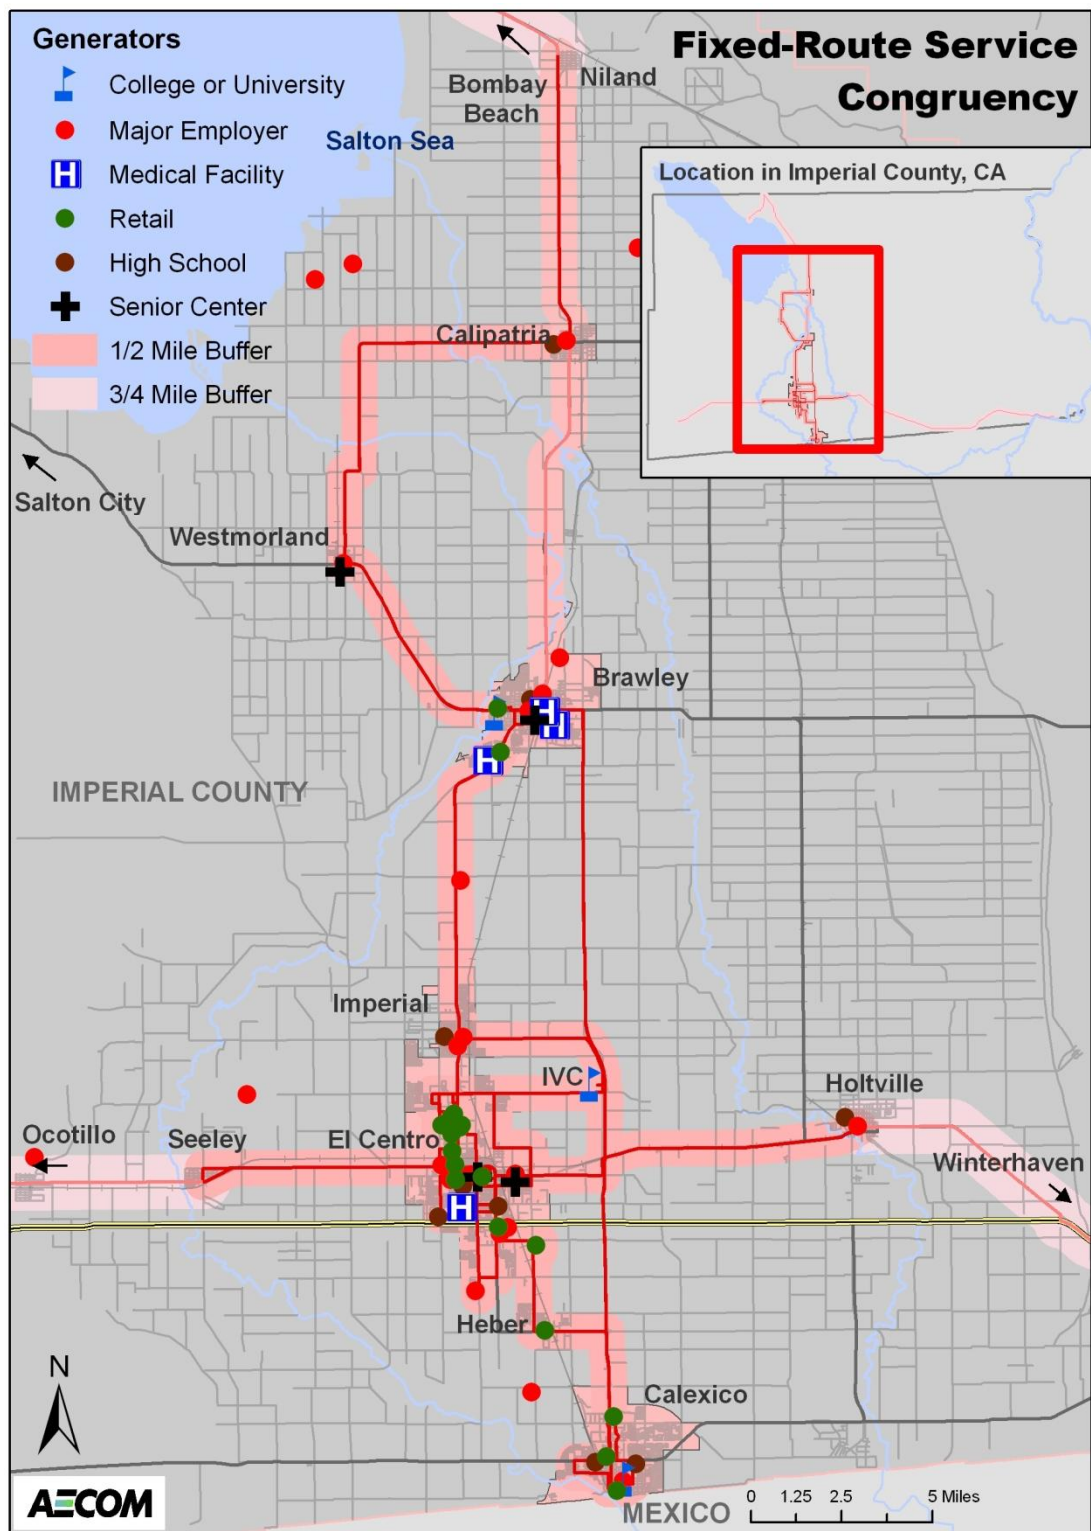 Generators
College or University
Major Employer
H Medical Facility
Retail
High School
Senior Center
1/2 Mile Buffer
3/4 Mile Buffer
Fixed-Route Service
Congruency
Bombay
Beach
Niland
Salton Sea
Location in Imperial County, CA
Calipatria
Salton City
Westmorland
Brawley
H
H
H
IMPERIAL COUNTY
Imperial
IVC
Holtville
Ocotillo
Seeley
El Centro
Winterhaven
H
Heber
N
Calexico
AECOM
MEXICO
0 1.25 2.5 5 Miles